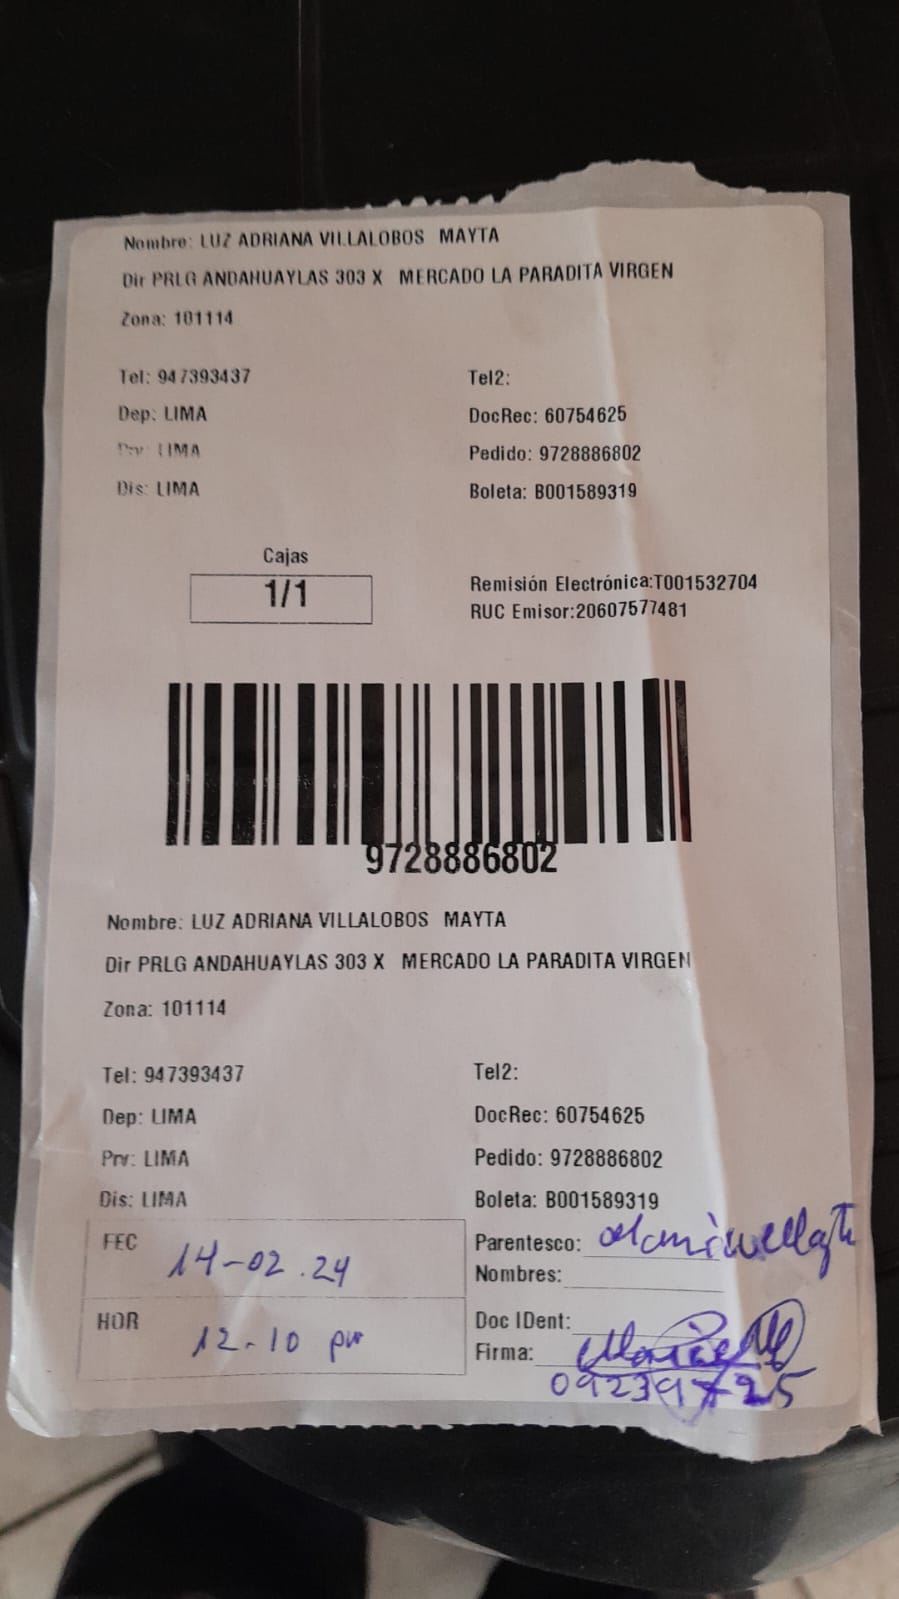 Nombre: LUZ ADRIANA VILLALOBOS MAYTA
Dir PRLG ANDAHUAYLAS 303 X MERCADO LA PARADITA VIRGEN
Zona: 101114
Tel: 947393437 Tel2:
Dep: LIMA DocRec: 60754625
Prv: LIMA Pedido: 9728886802
Dis: LIMA Boleta: B001589319
Cajas
1/1
Remisión Electrónica:T001532704
RUC Emisor:20607577481
9728886802
Nombre: LUZ ADRIANA VILLALOBOS MAYTA
Dir PRLG ANDAHUAYLAS 303 X MERCADO LA PARADITA VIRGEN
Zona: 101114
Tel: 947393437 Tel2:
Dep: LIMA DocRec: 60754625
Prv: LIMA Pedido: 9728886802
Dis: LIMA Boleta: B001589319
FEC 14-02.24 Parentesco:
Nombres:
HOR 12-10 pm Doc IDent:
Firma: